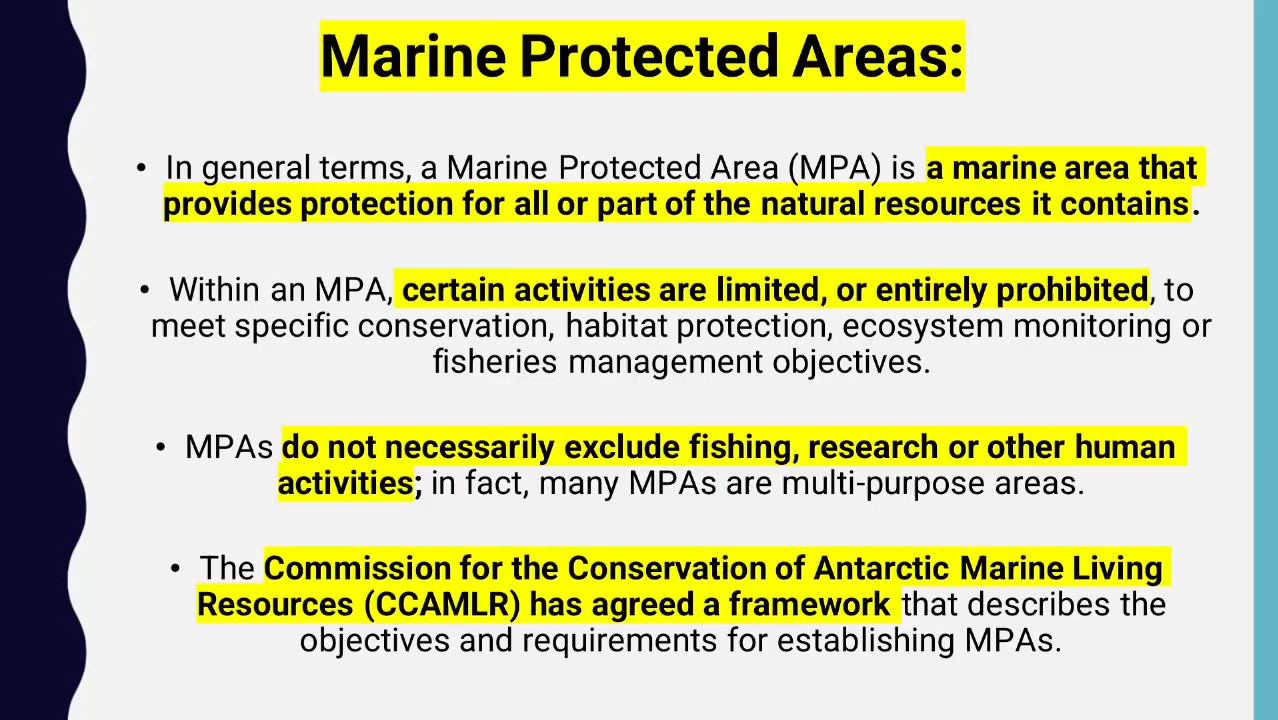 Marine Protected Areas:
• In general terms, a Marine Protected Area (MPA) is a marine area that
provides protection for all or part of the natural resources it contains.
• Within an MPA, certain activities are limited, or entirely prohibited, to
meet specific conservation, habitat protection, ecosystem monitoring or
fisheries management objectives.
• MPAs do not necessarily exclude fishing, research or other human
activities; in fact, many MPAs are multi-purpose areas.
• The Commission for the Conservation of Antarctic Marine Living
Resources (CCAMLR) has agreed a framework that describes the
objectives and requirements for establishing MPAs.